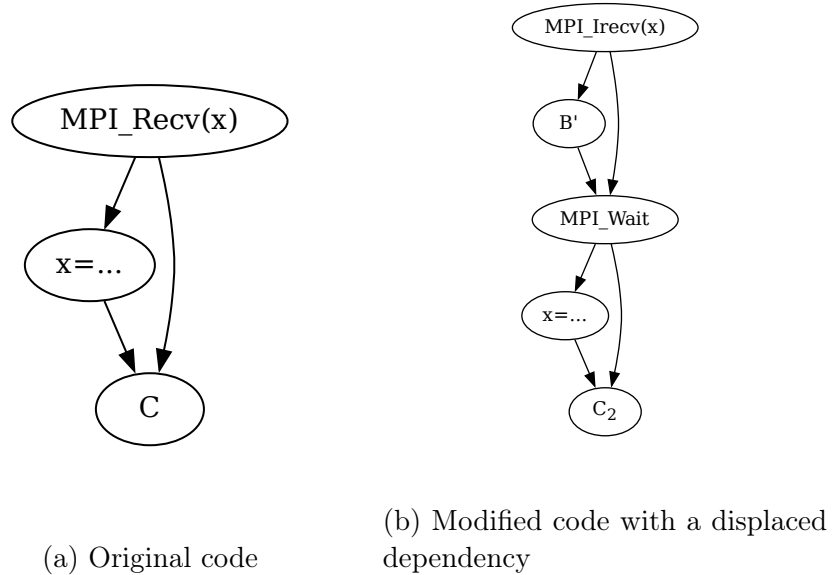 MPI_Recv(x)
x=...
C
(a) Original code
MPI_Irecv(x)
B'
MPI_Wait
x=...
C₂
(b) Modified code with a displaced
dependency